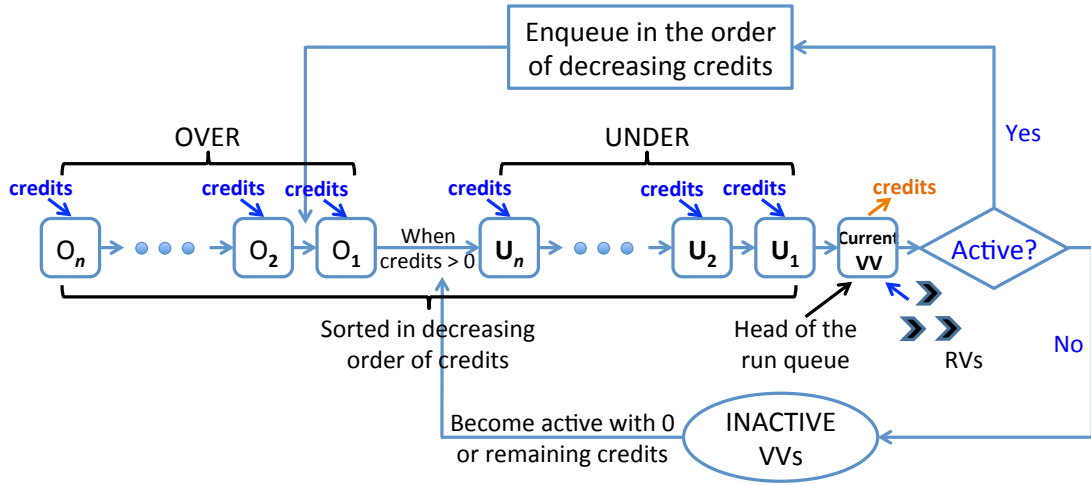 Enqueue in the order
of decreasing credits
Yes
OVER
UNDER
credits
credits
credits
credits
credits
credits
credits
On
O2
O1
When
credits > 0
Un
U2
U1
Current
VV
Active?
Sorted in decreasing
order of credits
Head of the
run queue
RVs
No
Become active with 0
or remaining credits
INACTIVE
VVs